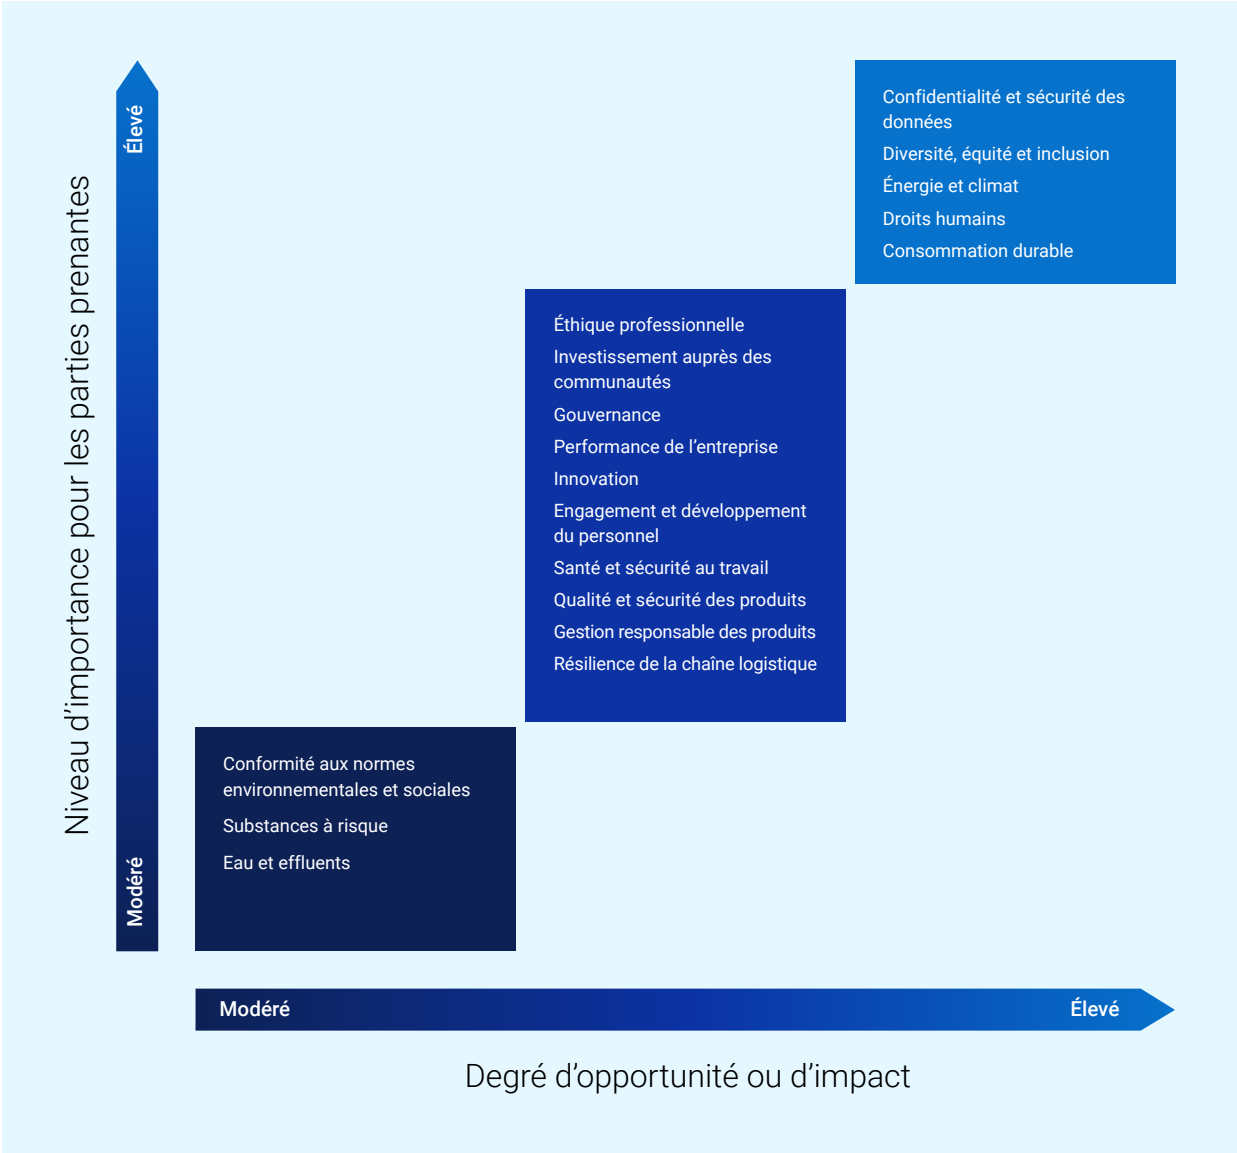 Niveau d’importance pour les parties prenantes
Élevé
Modéré
Confidentialité et sécurité des
données
Diversité, équité et inclusion
Énergie et climat
Droits humains
Consommation durable
Éthique professionnelle
Investissement auprès des
communautés
Gouvernance
Performance de l’entreprise
Innovation
Engagement et développement
du personnel
Santé et sécurité au travail
Qualité et sécurité des produits
Gestion responsable des produits
Résilience de la chaîne logistique
Conformité aux normes
environnementales et sociales
Substances à risque
Eau et effluents
Modéré
Élevé
Degré d’opportunité ou d’impact